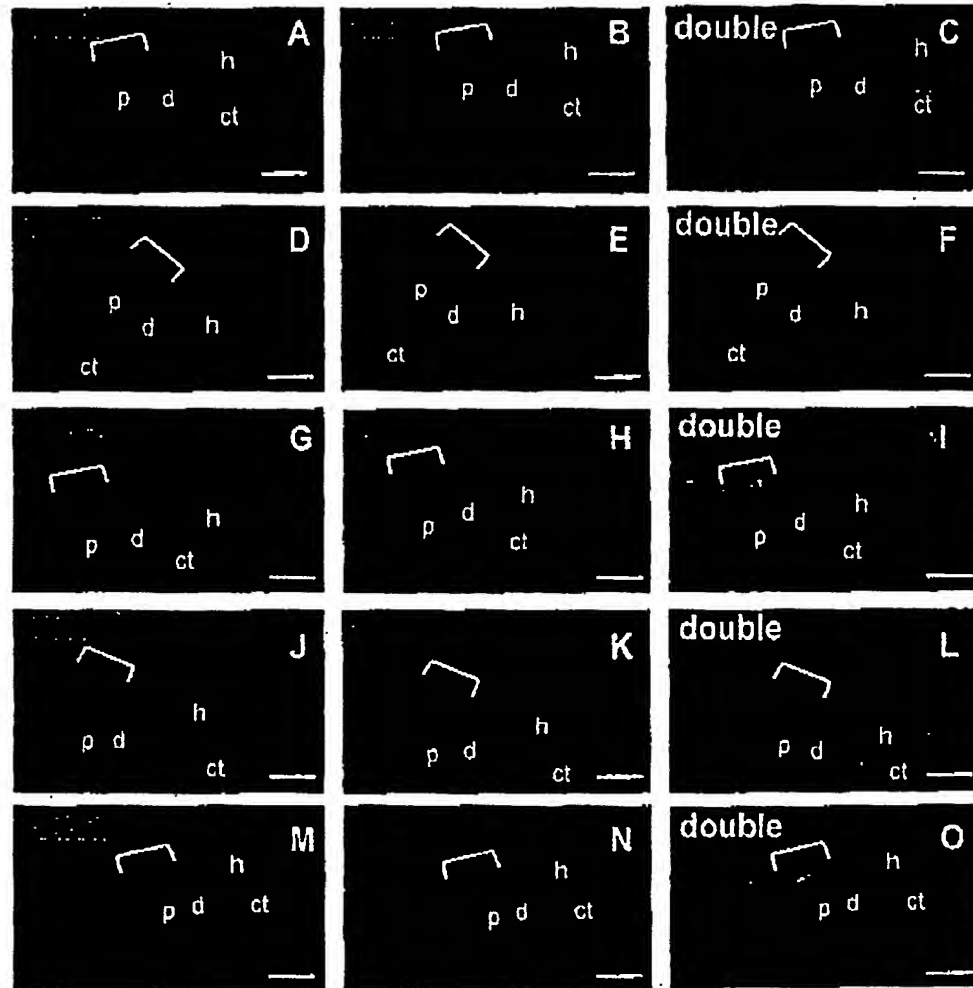 A B double C
h h h
p d p d p d
ct ct ct
D E double F
p p p
d h d h d h
ct ct ct
G H double I
h h h
p d p d p d
ct ct ct
J K double L
h h h
p d p d p d
ct ct ct
M N double O
h h h
p d ct p d ct p d ct